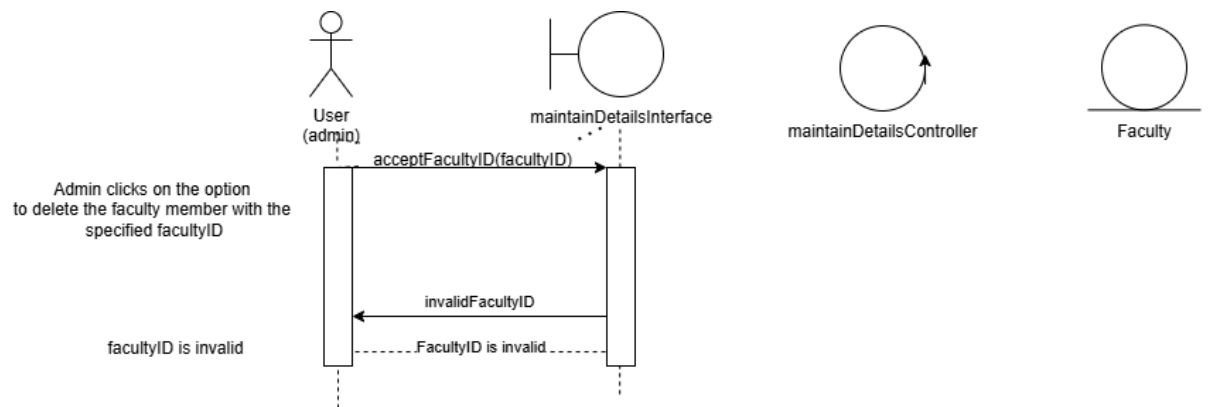 User
(admin)
maintainDetailsInterface
maintainDetailsController
Faculty
acceptFacultyID(facultyID)
Admin clicks on the option
to delete the faculty member with the
specified facultyID
invalidFacultyID
facultyID is invalid
FacultyID is invalid